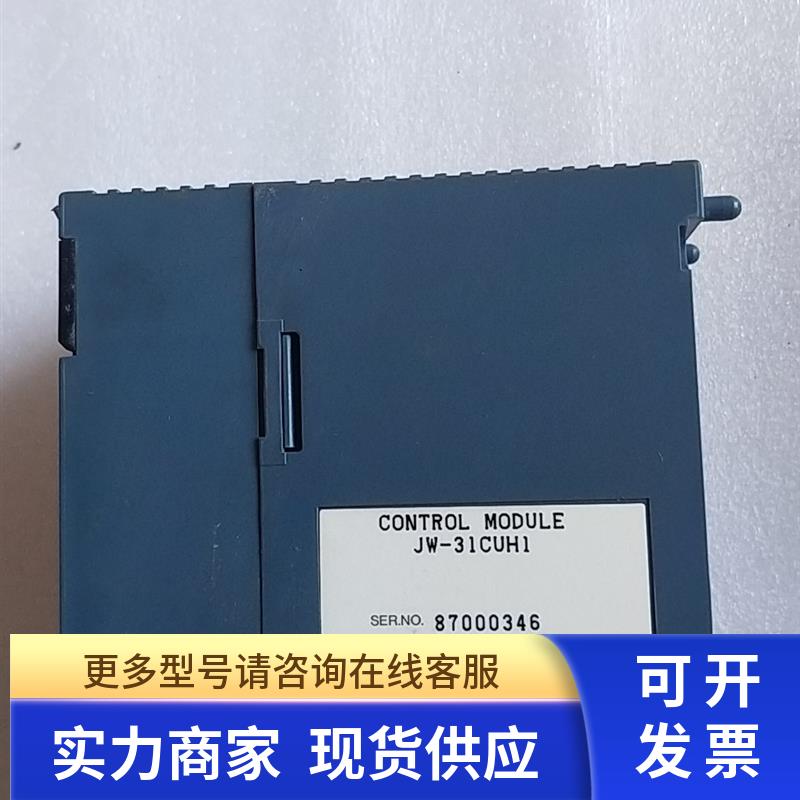 CONTROL MODULE
JW-31CUH1
SER.NO. 87000346
更多型号请咨询在线客服
实力商家 现货供应
可开
发票